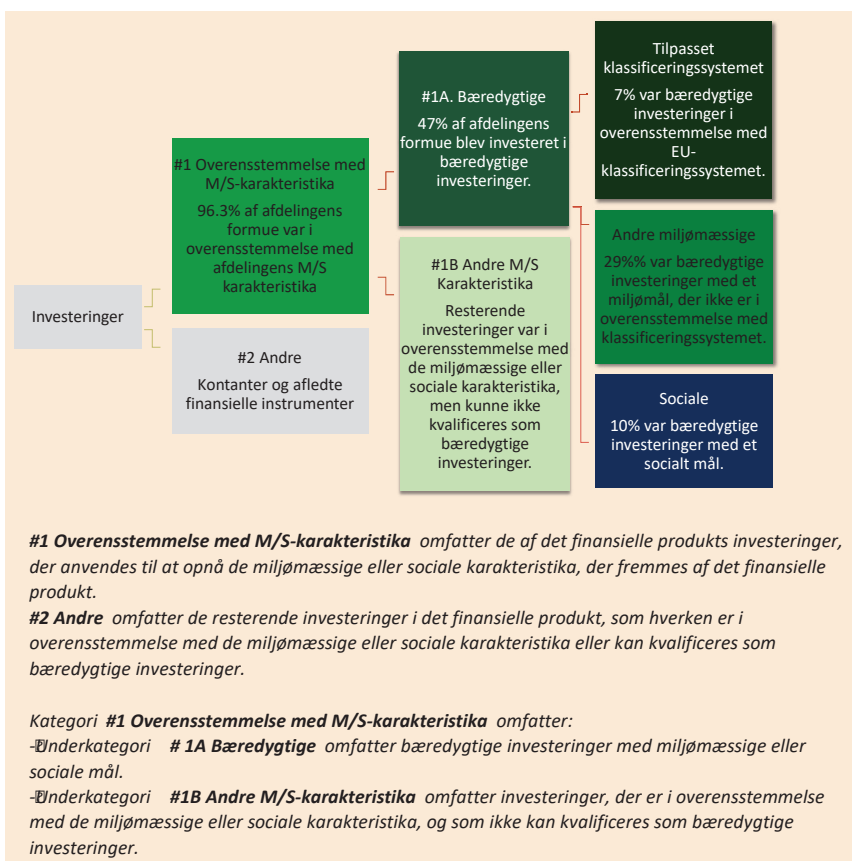 Investeringer
#1 Overensstemmelse med
M/S-karakteristika
96.3% af afdelingens
formue var i
overensstemmelse med
afdelingens M/S
karakteristika
#2 Andre
Kontanter og afledte
finansielle instrumenter
#1A. Bæredygtige
47% af afdelingens
formue blev investeret i
bæredygtige
investeringer.
#1B Andre M/S
Karakteristika
Resterende
investeringer var i
overensstemmelse med
de miljømæssige eller
sociale karakteristika,
men kunne ikke
kvalificeres som
bæredygtige
investeringer.
Tilpasset
klassificeringssystemet
7% var bæredygtige
investeringer i
overensstemmelse med
EU-
klassificeringssystemet.
Andre miljømæssige
29%% var bæredygtige
investeringer med et
miljømål, der ikke er i
overensstemmelse med
klassificeringssystemet.
Sociale
10% var bæredygtige
investeringer med et
socialt mål.
#1 Overensstemmelse med M/S-karakteristika omfatter de af det finansielle produkts investeringer,
der anvendes til at opnå de miljømæssige eller sociale karakteristika, der fremmes af det finansielle
produkt.
#2 Andre omfatter de resterende investeringer i det finansielle produkt, som hverken er i
overensstemmelse med de miljømæssige eller sociale karakteristika eller kan kvalificeres som
bæredygtige investeringer.
Kategori #1 Overensstemmelse med M/S-karakteristika omfatter:
-Underkategori # 1A Bæredygtige omfatter bæredygtige investeringer med miljømæssige eller
sociale mål.
-Underkategori #1B Andre M/S-karakteristika omfatter investeringer, der er i overensstemmelse
med de miljømæssige eller sociale karakteristika, og som ikke kan kvalificeres som bæredygtige
investeringer.